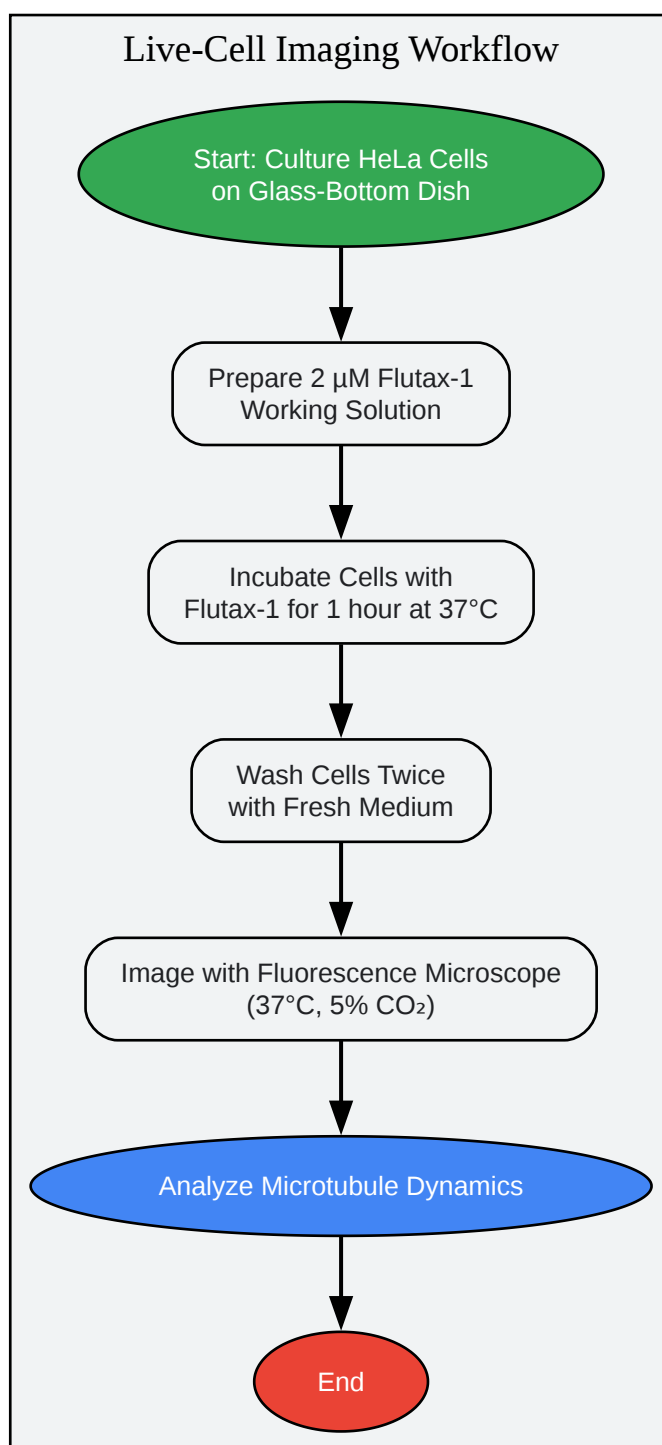 Live-Cell Imaging Workflow
Start: Culture HeLa Cells
on Glass-Bottom Dish
Prepare 2 µM Flutax-1
Working Solution
Incubate Cells with
Flutax-1 for 1 hour at 37°C
Wash Cells Twice
with Fresh Medium
Image with Fluorescence Microscope
(37°C, 5% CO₂)
Analyze Microtubule Dynamics
End